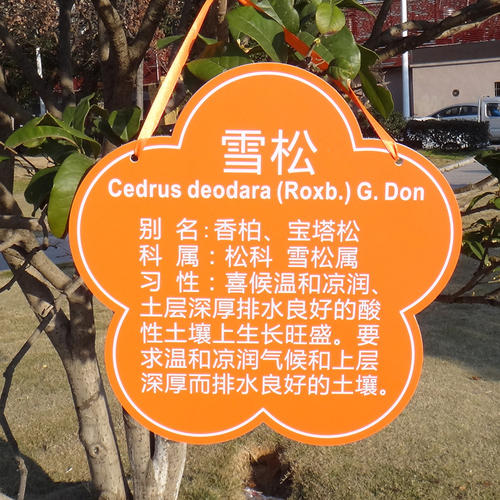 雪松
Cedrus deodara (Roxb.) G. Don
别 名:香柏、宝塔松
科 属：松科 雪松属
习 性：喜候温和凉润、
土层深厚排水良好的酸
性土壤上生长旺盛。要
求温和凉润气候和上层
深厚而排水良好的土壤。